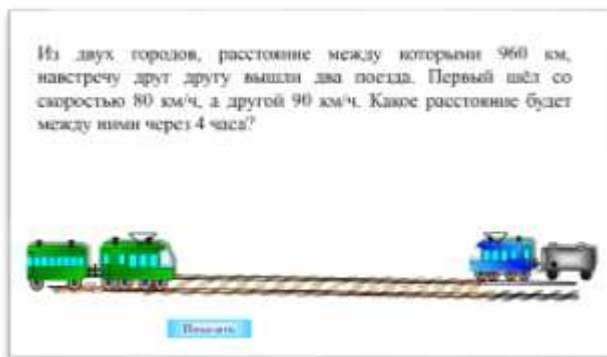 Из двух городов, расстояние между которыми 960 км,
навстречу друг другу вышли два поезда. Первый шёл со
скоростью 80 км/ч, а другой 90 км/ч. Какое расстояние будет
между ними через 4 часа?
Показать